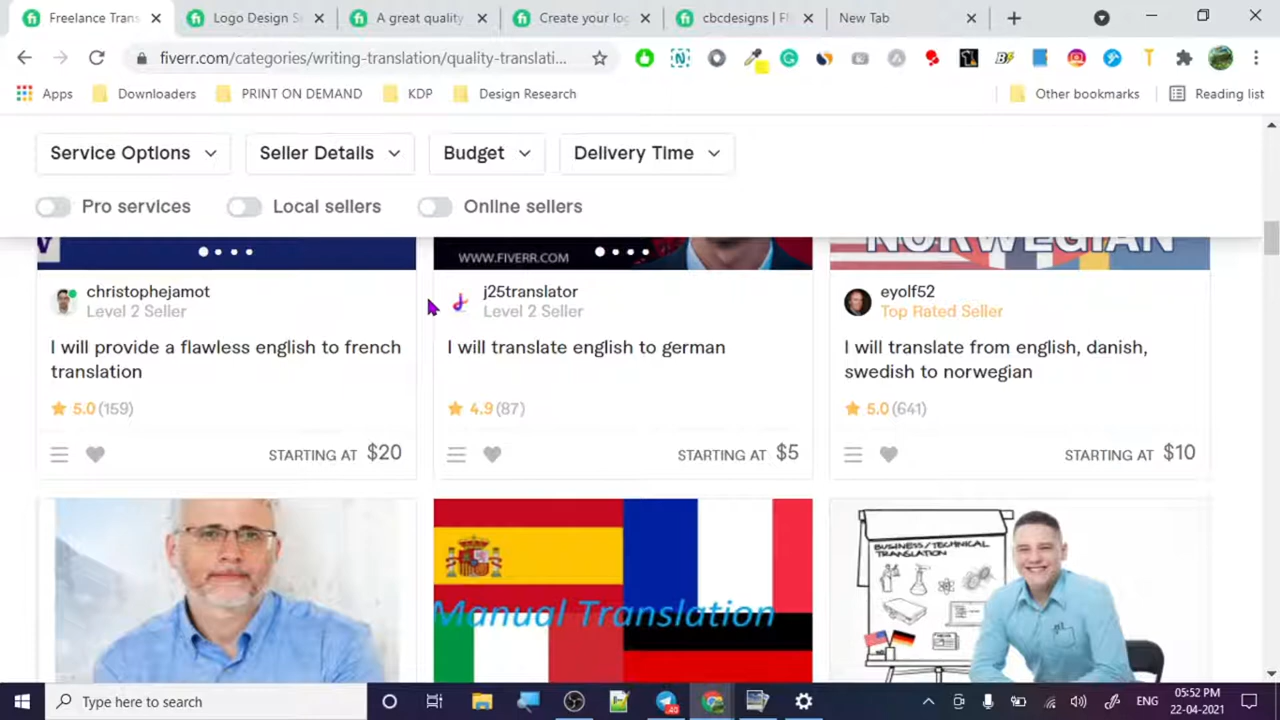 Freelance Trans
Logo Design S
A great quality
Create your log
cbcdesigns | F
New Tab
fiverr.com/categories/writing-translation/quality-translati...
Apps
Downloaders
PRINT ON DEMAND
KDP
Design Research
Other bookmarks
Reading list
Service Options
Seller Details
Budget
Delivery Time
Pro services
Local sellers
Online sellers
WWW.FIVERR.COM
NORWEGIAN
christophejamot
Level 2 Seller
j25translator
Level 2 Seller
eyolf52
Top Rated Seller
I will provide a flawless english to french
translation
I will translate english to german
I will translate from english, danish,
swedish to norwegian
5.0 (159)
4.9 (87)
5.0 (641)
STARTING AT $20
STARTING AT $5
STARTING AT $10
Manual Translation
BUSINESS/TECHNICAL
TRANSLATION
Type here to search
ENG
05:52 PM
22-04-2021